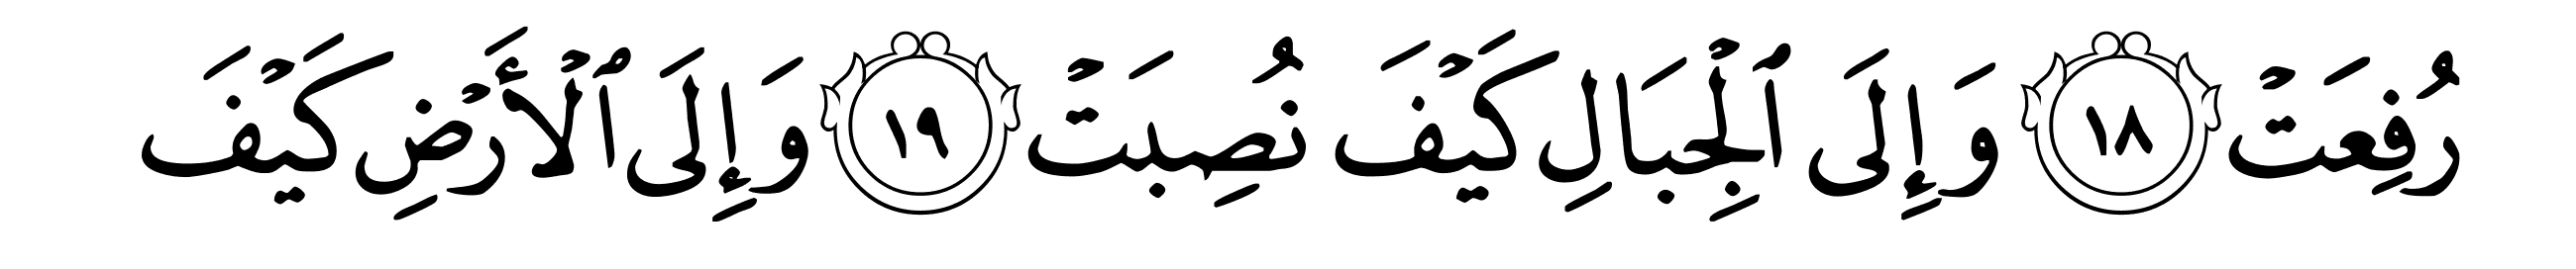 رُفِعَتْ ١٨ وَإِلَى ٱلْجِبَالِ كَيْفَ نُصِبَتْ ١٩ وَإِلَى ٱلْأَرْضِ كَيْفَ